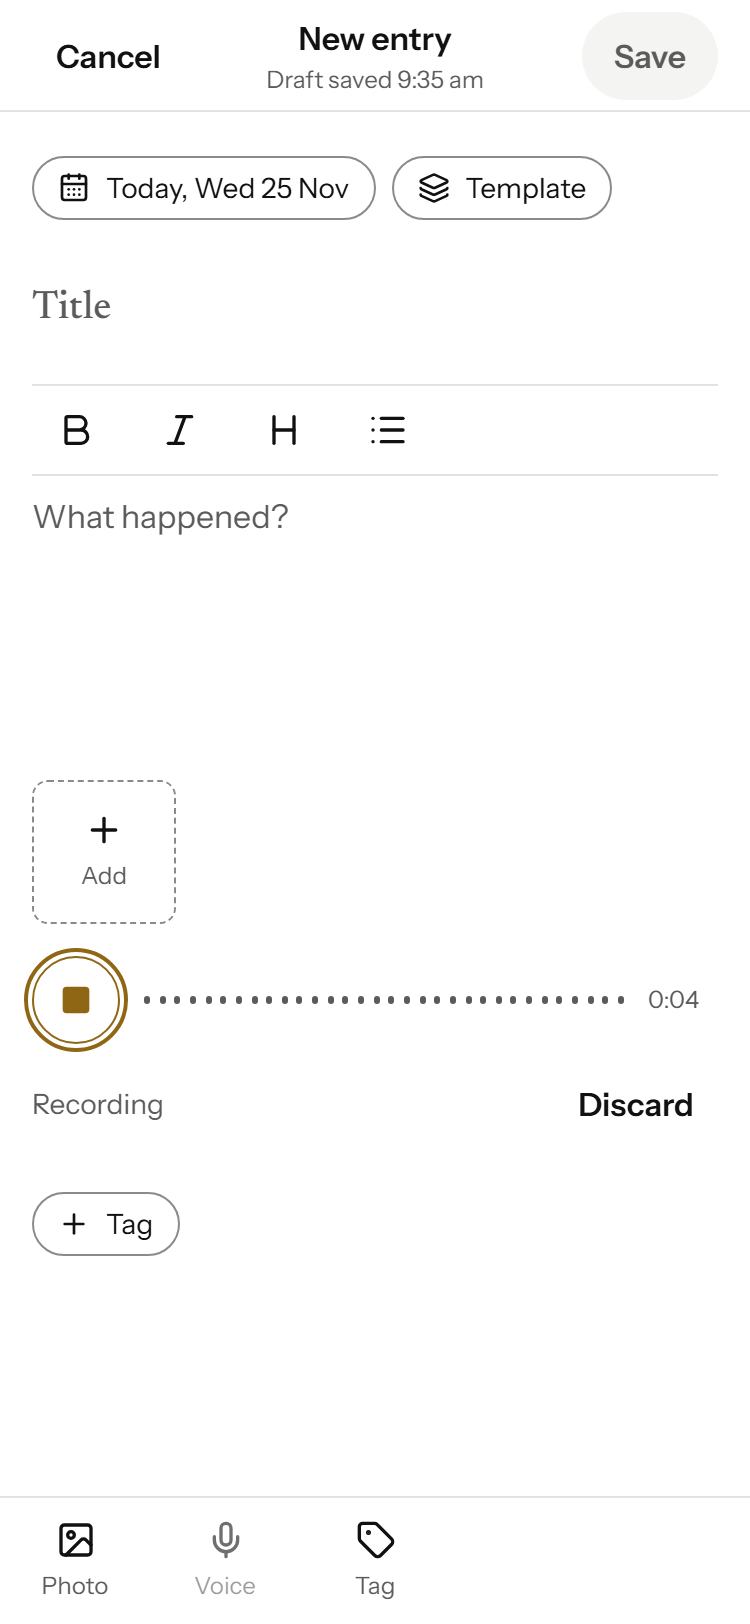 Cancel
New entry
Draft saved 9:35 am
Save
Today, Wed 25 Nov
Template
Title
B I H
What happened?
Add
0:04
Recording
Discard
Tag
Photo
Voice
Tag